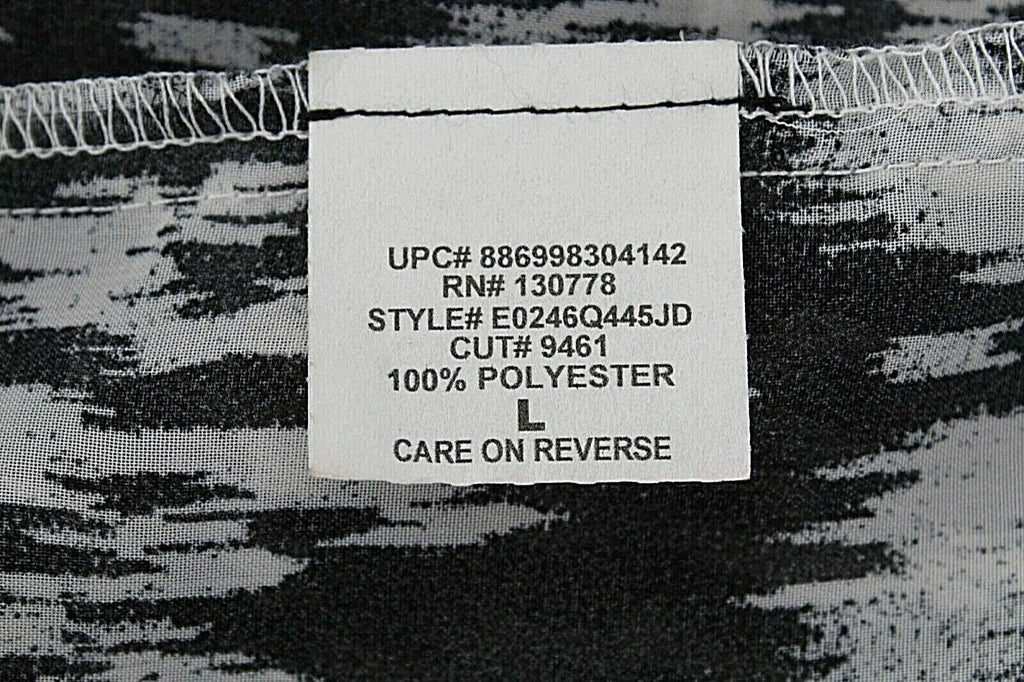 UPC# 886998304142
RN# 130778
STYLE# E0246Q445JD
CUT# 9461
100% POLYESTER
L
CARE ON REVERSE